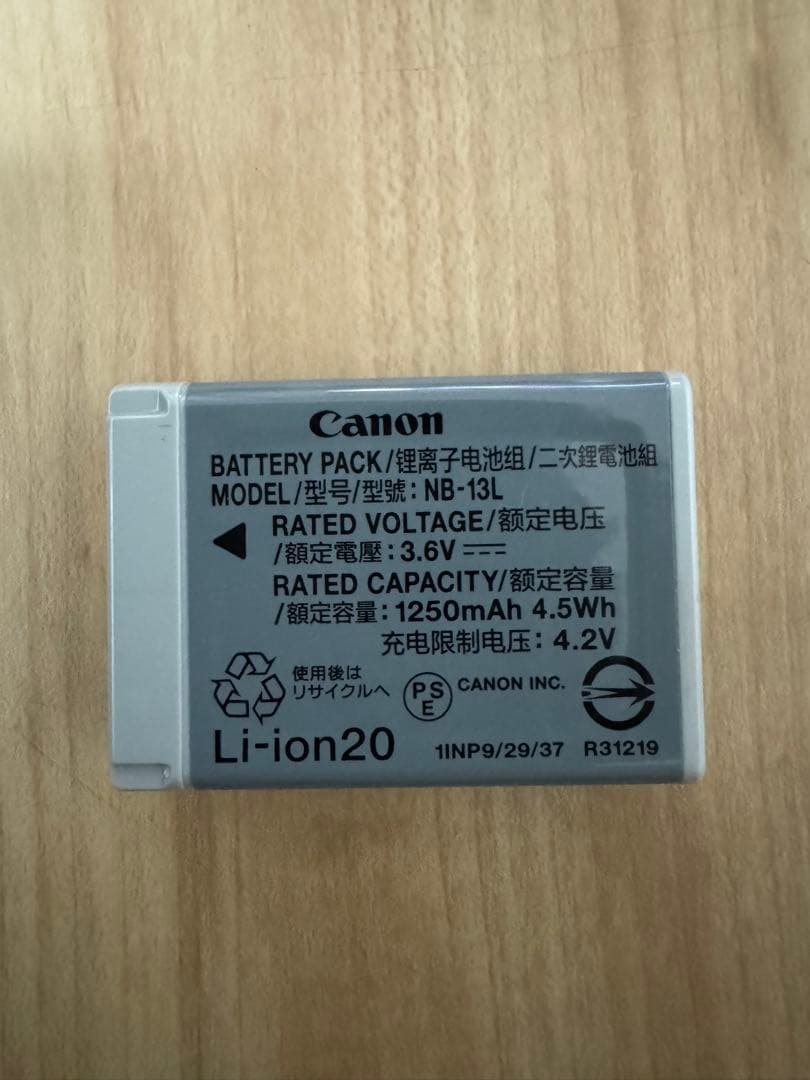 Canon
BATTERY PACK/锂离子电池组/二次鋰電池組
MODEL/型号/型號: NB-13L
RATED VOLTAGE/额定电压
/額定電壓: 3.6V
RATED CAPACITY/额定容量
/額定容量: 1250mAh 4.5Wh
充电限制电压: 4.2V
使用後は
リサイクルへ
PS
E
CANON INC.
Li-ion20
1INP9/29/37 R31219